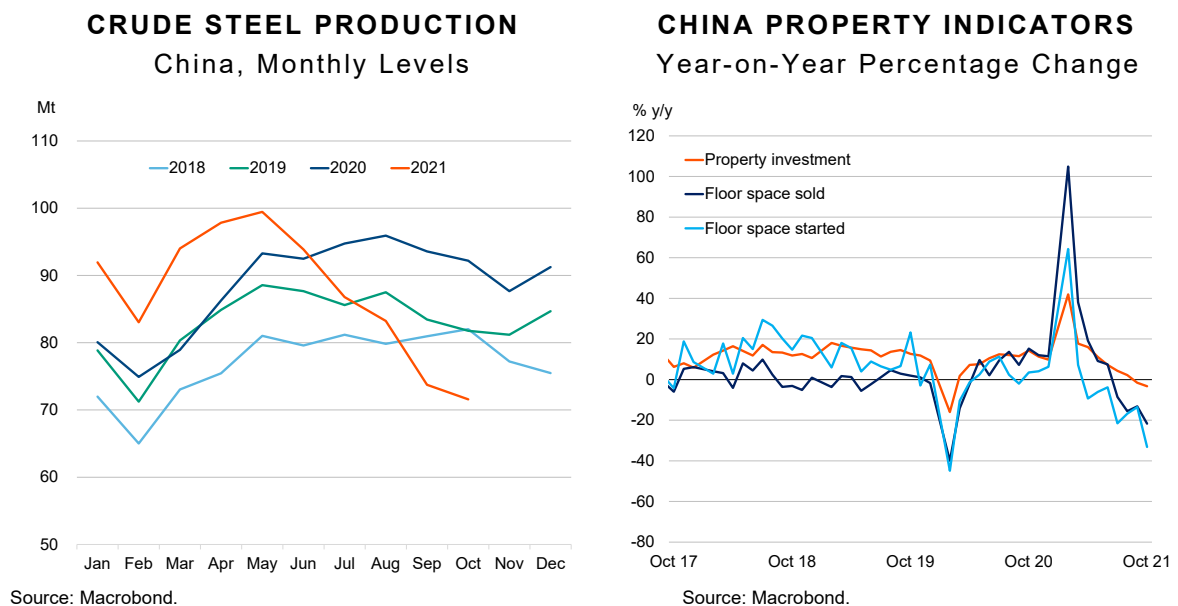 CRUDE STEEL PRODUCTION
China, Monthly Levels
Mt
110
2018 2019 2020 2021
100
90
80
70
60
50
Jan Feb Mar Apr May Jun Jul Aug Sep Oct Nov Dec
Source: Macrobond.
CHINA PROPERTY INDICATORS
Year-on-Year Percentage Change
% y/y
120
Property investment
100
Floor space sold
80
Floor space started
60
40
20
0
-20
-40
-60
-80
Oct 17 Oct 18 Oct 19 Oct 20 Oct 21
Source: Macrobond.